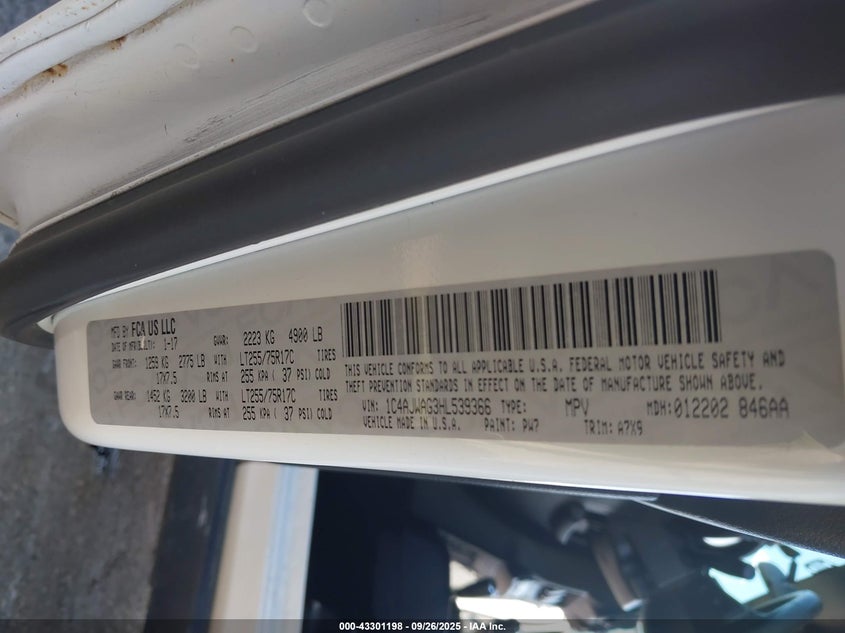 MFD BY FCA US LLC
DATE OF MFR: 1-17 GVWR: 2223 KG 4900 LB
GAWR FRONT: 1259 KG 2775 LB WITH LT255/75R17C TIRES
17X7.5 RIMS AT 255 KPA ( 37 PSI) COLD
GAWR REAR: 1452 KG 3200 LB WITH LT255/75R17C TIRES
17X7.5 RIMS AT 255 KPA ( 37 PSI) COLD
THIS VEHICLE CONFORMS TO ALL APPLICABLE U.S.A. FEDERAL MOTOR VEHICLE SAFETY AND
THEFT PREVENTION STANDARDS IN EFFECT ON THE DATE OF MANUFACTURE SHOWN ABOVE.
VIN: 1C4AJWAG3HL539366 TYPE: MPV MDH:012202 846AA
VEHICLE MADE IN U.S.A. PAINT: PW7 TRIM: A7X9
000-43301198 - 09/26/2025 - IAA Inc.